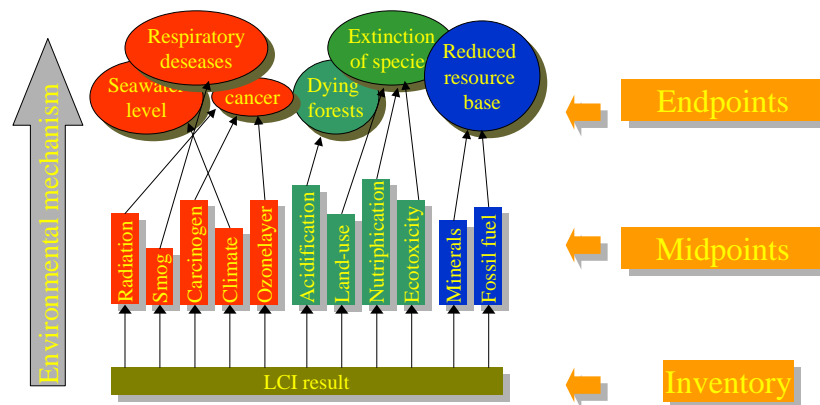 Respiratory
deseases
Extinction
of specie
Reduced
resource
base
Seawater
level
cancer
Dying
forests
Endpoints
Environmental mechanism
Radiation
Smog
Carcinogen
Climate
Ozonelayer
Acidification
Land-use
Nutriphication
Ecotoxicity
Minerals
Fossil fuel
Midpoints
LCI result
Inventory